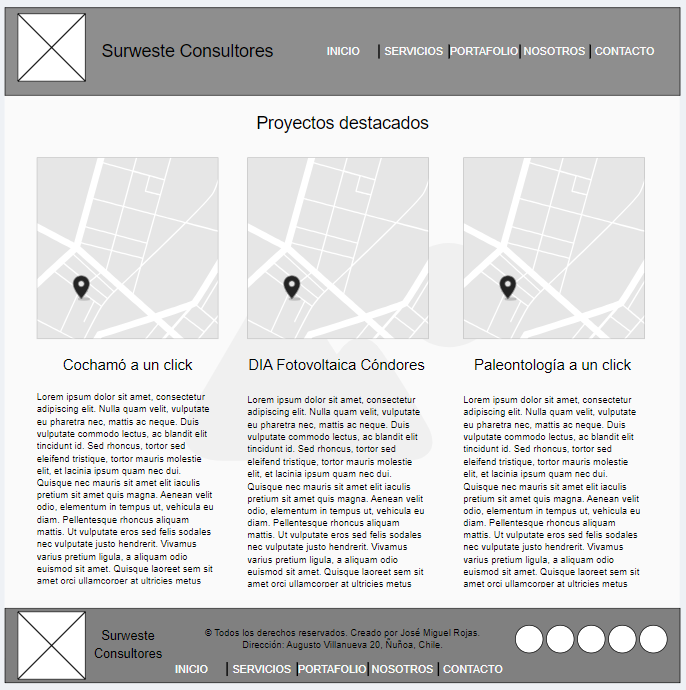 Surweste Consultores
INICIO | SERVICIOS |PORTAFOLIO| NOSOTROS | CONTACTO
Proyectos destacados
Cochamó a un click
Lorem ipsum dolor sit amet, consectetur
adipiscing elit. Nulla quam velit, vulputate
eu pharetra nec, mattis ac neque. Duis
vulputate commodo lectus, ac blandit elit
tincidunt id. Sed rhoncus, tortor sed
eleifend tristique, tortor mauris molestie
elit, et lacinia ipsum quam nec dui.
Quisque nec mauris sit amet elit iaculis
pretium sit amet quis magna. Aenean velit
odio, elementum in tempus ut, vehicula eu
diam. Pellentesque rhoncus aliquam
mattis. Ut vulputate eros sed felis sodales
nec vulputate justo hendrerit. Vivamus
varius pretium ligula, a aliquam odio
euismod sit amet. Quisque laoreet sem sit
amet orci ullamcorper at ultricies metus
DIA Fotovoltaica Cóndores
Lorem ipsum dolor sit amet, consectetur
adipiscing elit. Nulla quam velit, vulputate
eu pharetra nec, mattis ac neque. Duis
vulputate commodo lectus, ac blandit elit
tincidunt id. Sed rhoncus, tortor sed
eleifend tristique, tortor mauris molestie
elit, et lacinia ipsum quam nec dui.
Quisque nec mauris sit amet elit iaculis
pretium sit amet quis magna. Aenean velit
odio, elementum in tempus ut, vehicula eu
diam. Pellentesque rhoncus aliquam
mattis. Ut vulputate eros sed felis sodales
nec vulputate justo hendrerit. Vivamus
varius pretium ligula, a aliquam odio
euismod sit amet. Quisque laoreet sem sit
amet orci ullamcorper at ultricies metus
Paleontología a un click
Lorem ipsum dolor sit amet, consectetur
adipiscing elit. Nulla quam velit, vulputate
eu pharetra nec, mattis ac neque. Duis
vulputate commodo lectus, ac blandit elit
tincidunt id. Sed rhoncus, tortor sed
eleifend tristique, tortor mauris molestie
elit, et lacinia ipsum quam nec dui.
Quisque nec mauris sit amet elit iaculis
pretium sit amet quis magna. Aenean velit
odio, elementum in tempus ut, vehicula eu
diam. Pellentesque rhoncus aliquam
mattis. Ut vulputate eros sed felis sodales
nec vulputate justo hendrerit. Vivamus
varius pretium ligula, a aliquam odio
euismod sit amet. Quisque laoreet sem sit
amet orci ullamcorper at ultricies metus
Surweste
Consultores
© Todos los derechos reservados. Creado por José Miguel Rojas.
Dirección: Augusto Villanueva 20, Ñuñoa, Chile.
INICIO | SERVICIOS |PORTAFOLIO| NOSOTROS | CONTACTO